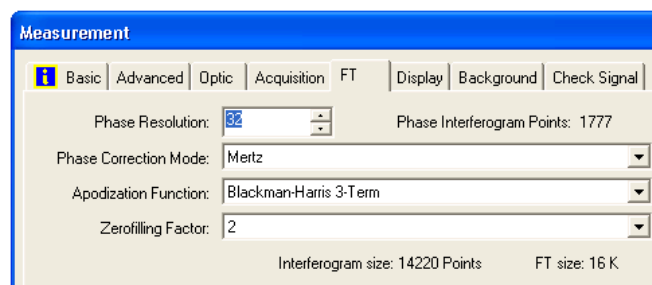 Measurement
i Basic Advanced Optic Acquisition FT Display Background Check Signal
Phase Resolution: 32 Phase Interferogram Points: 1777
Phase Correction Mode: Mertz
Apodization Function: Blackman-Harris 3-Term
Zerofilling Factor: 2
Interferogram size: 14220 Points FT size: 16 K